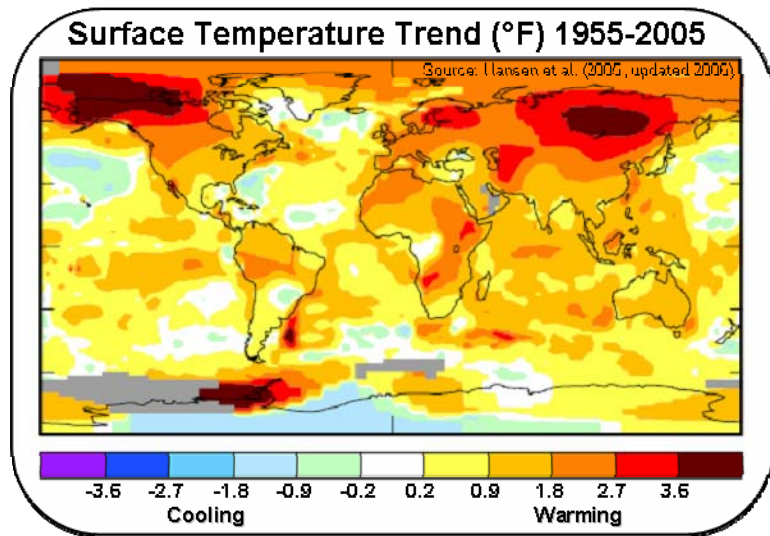 Surface Temperature Trend (°F) 1955-2005
Source: Hansen et al. (2006, updated 2006)
-3.6 -2.7 -1.8 -0.9 -0.2 0.2 0.9 1.8 2.7 3.6
Cooling Warming